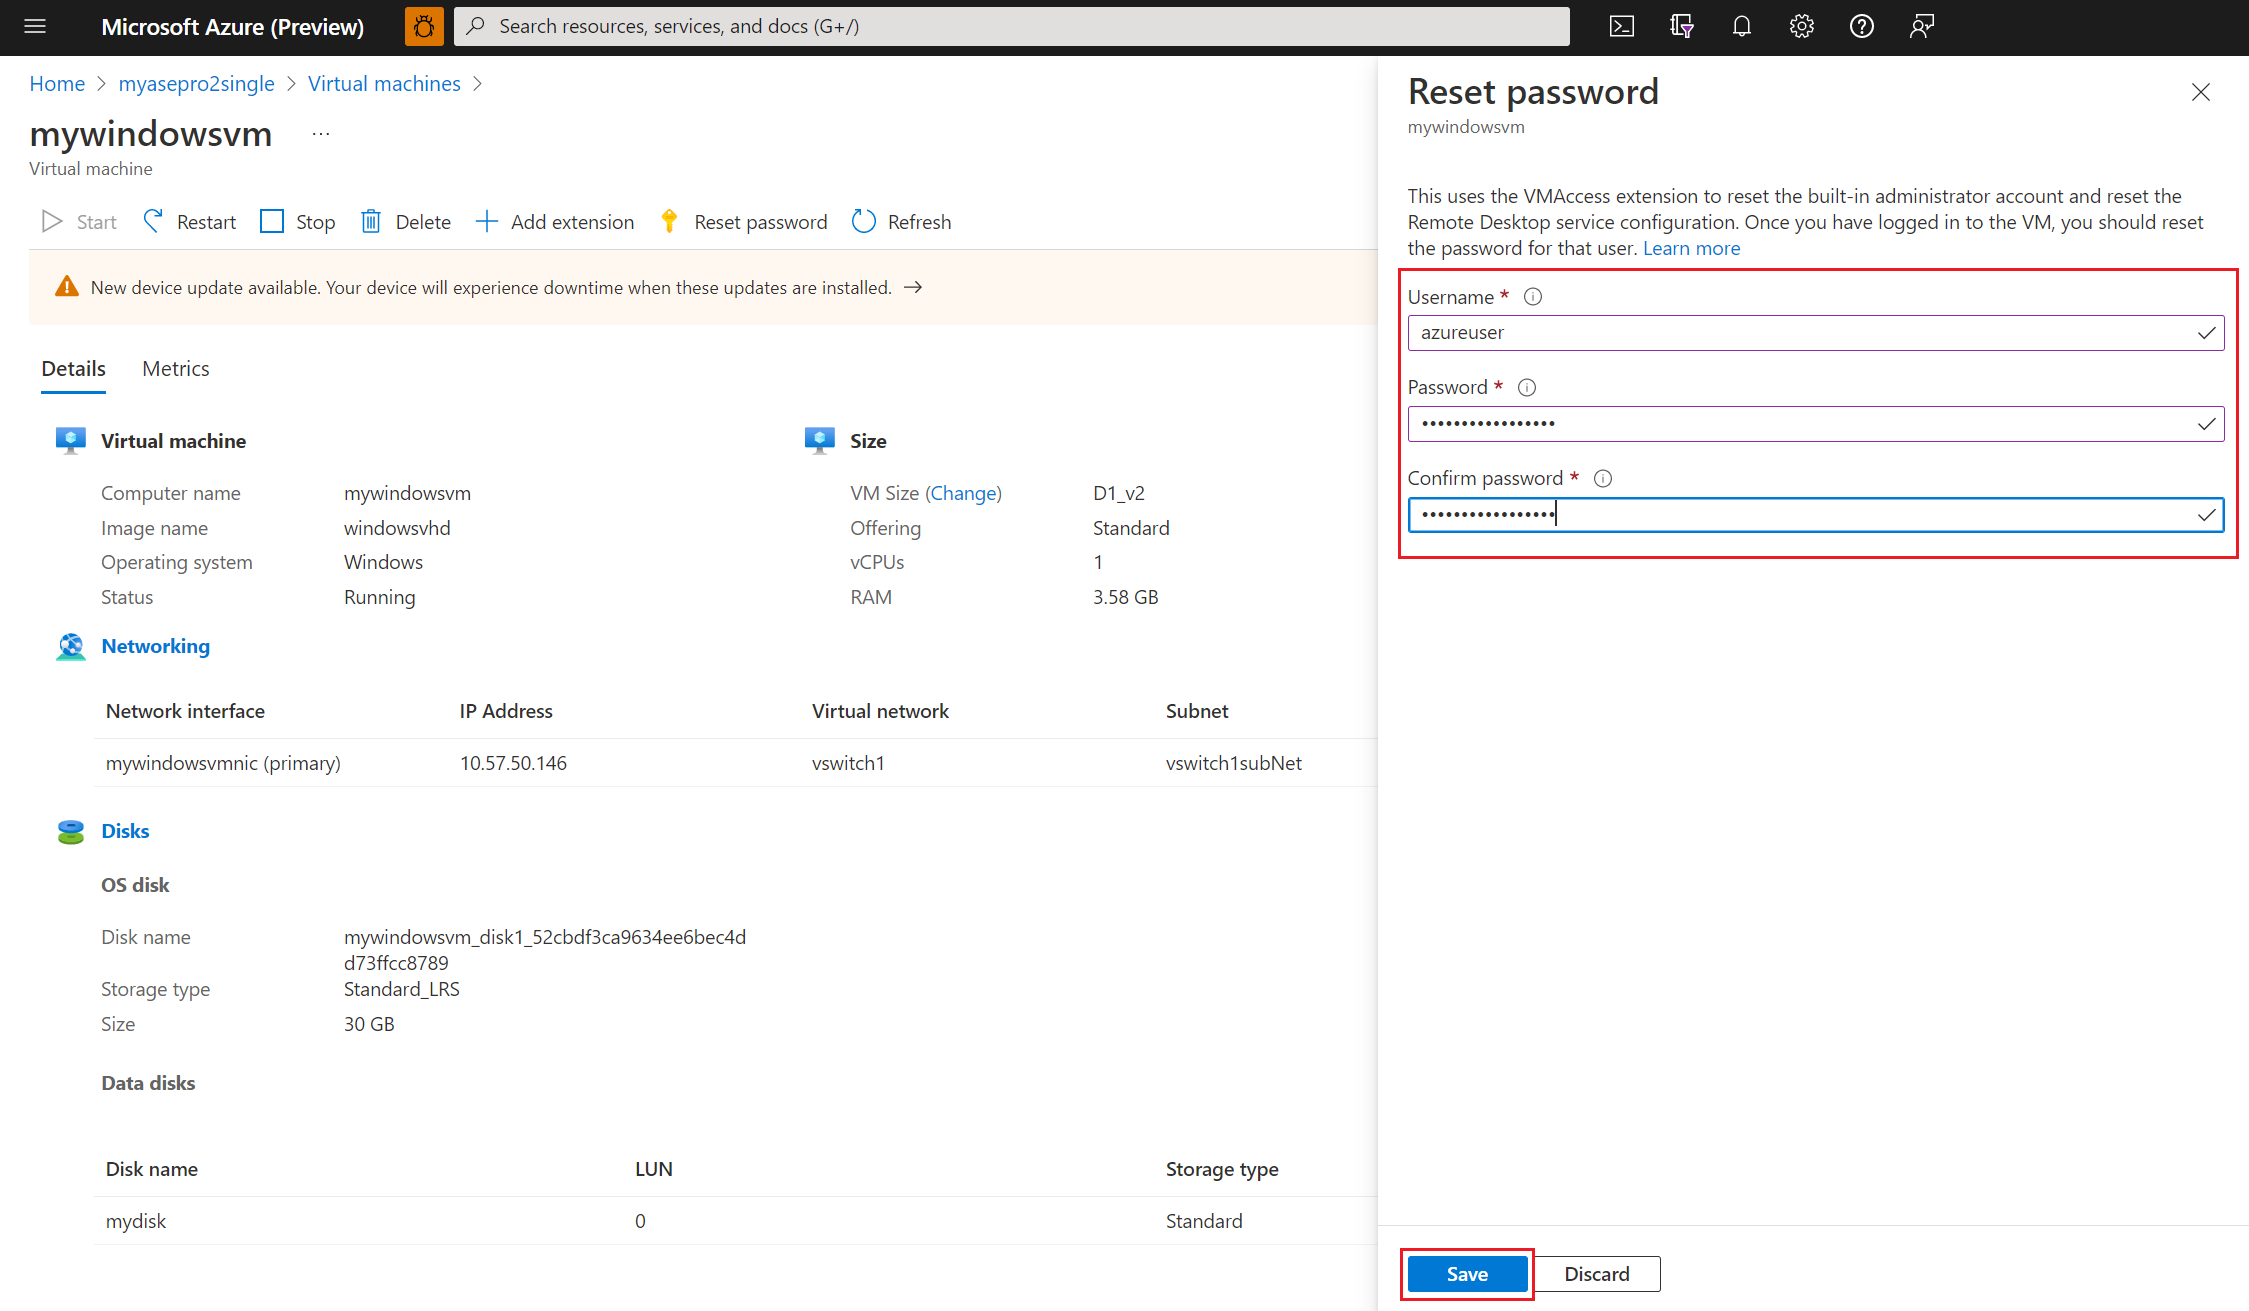 Microsoft Azure (Preview)
Search resources, services, and docs (G+/)
Home > myasepro2single > Virtual machines >
mywindowsvm ...
Virtual machine
Start Restart Stop Delete Add extension Reset password Refresh
New device update available. Your device will experience downtime when these updates are installed. →
Details Metrics
Virtual machine
Computer name mywindowsvm
Image name windowsvhd
Operating system Windows
Status Running
Size
VM Size (Change) D1_v2
Offering Standard
vCPUs 1
RAM 3.58 GB
Networking
Network interface IP Address Virtual network Subnet
mywindowsvmnic (primary) 10.57.50.146 vswitch1 vswitch1subNet
Disks
OS disk
Disk name mywindowsvm_disk1_52cbdf3ca9634ee6bec4d
d73ffcc8789
Storage type Standard_LRS
Size 30 GB
Data disks
Disk name LUN Storage type
mydisk 0 Standard
Reset password
mywindowsvm
This uses the VMAccess extension to reset the built-in administrator account and reset the
Remote Desktop service configuration. Once you have logged in to the VM, you should reset
the password for that user. Learn more
Username *
azureuser
Password *
•••••••••••••••••
Confirm password *
•••••••••••••••••
Save Discard